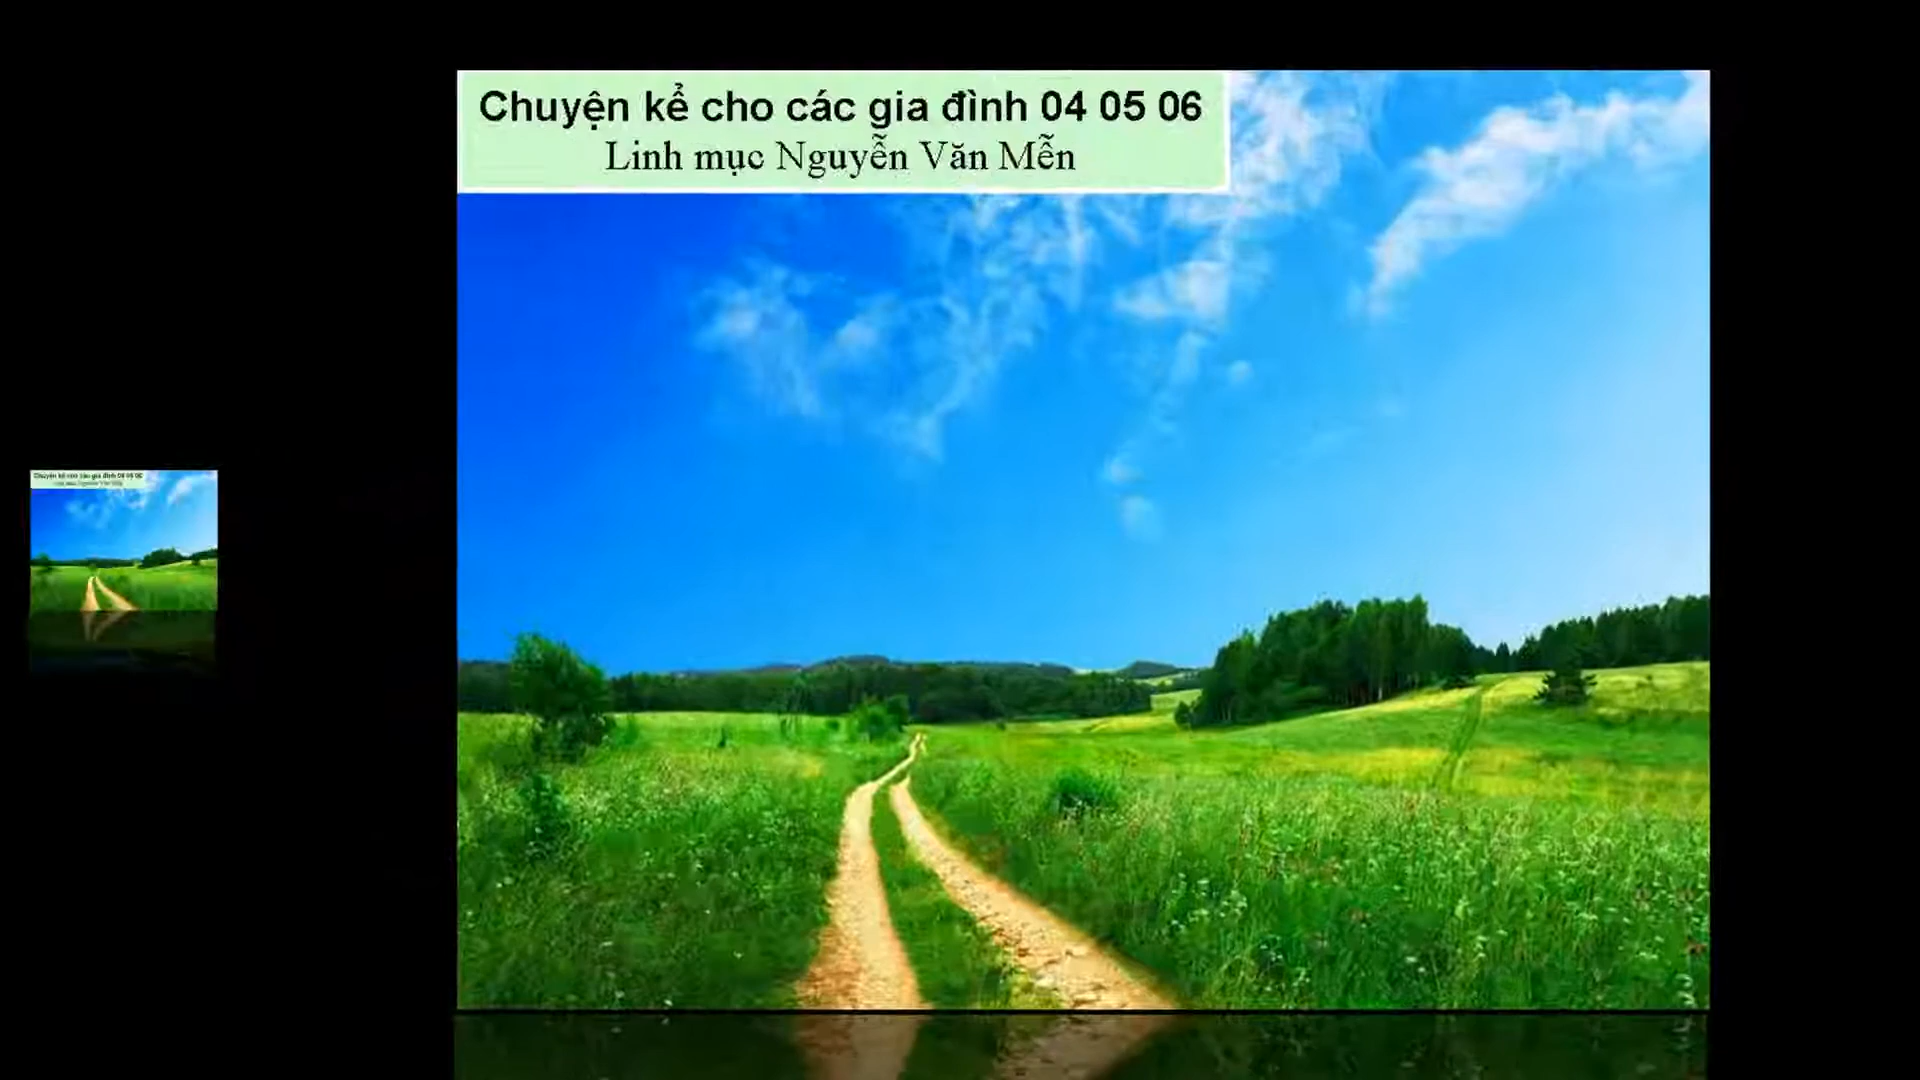 Chuyện kể cho các gia đình 04 05 06
Linh mục Nguyễn Văn Mễn